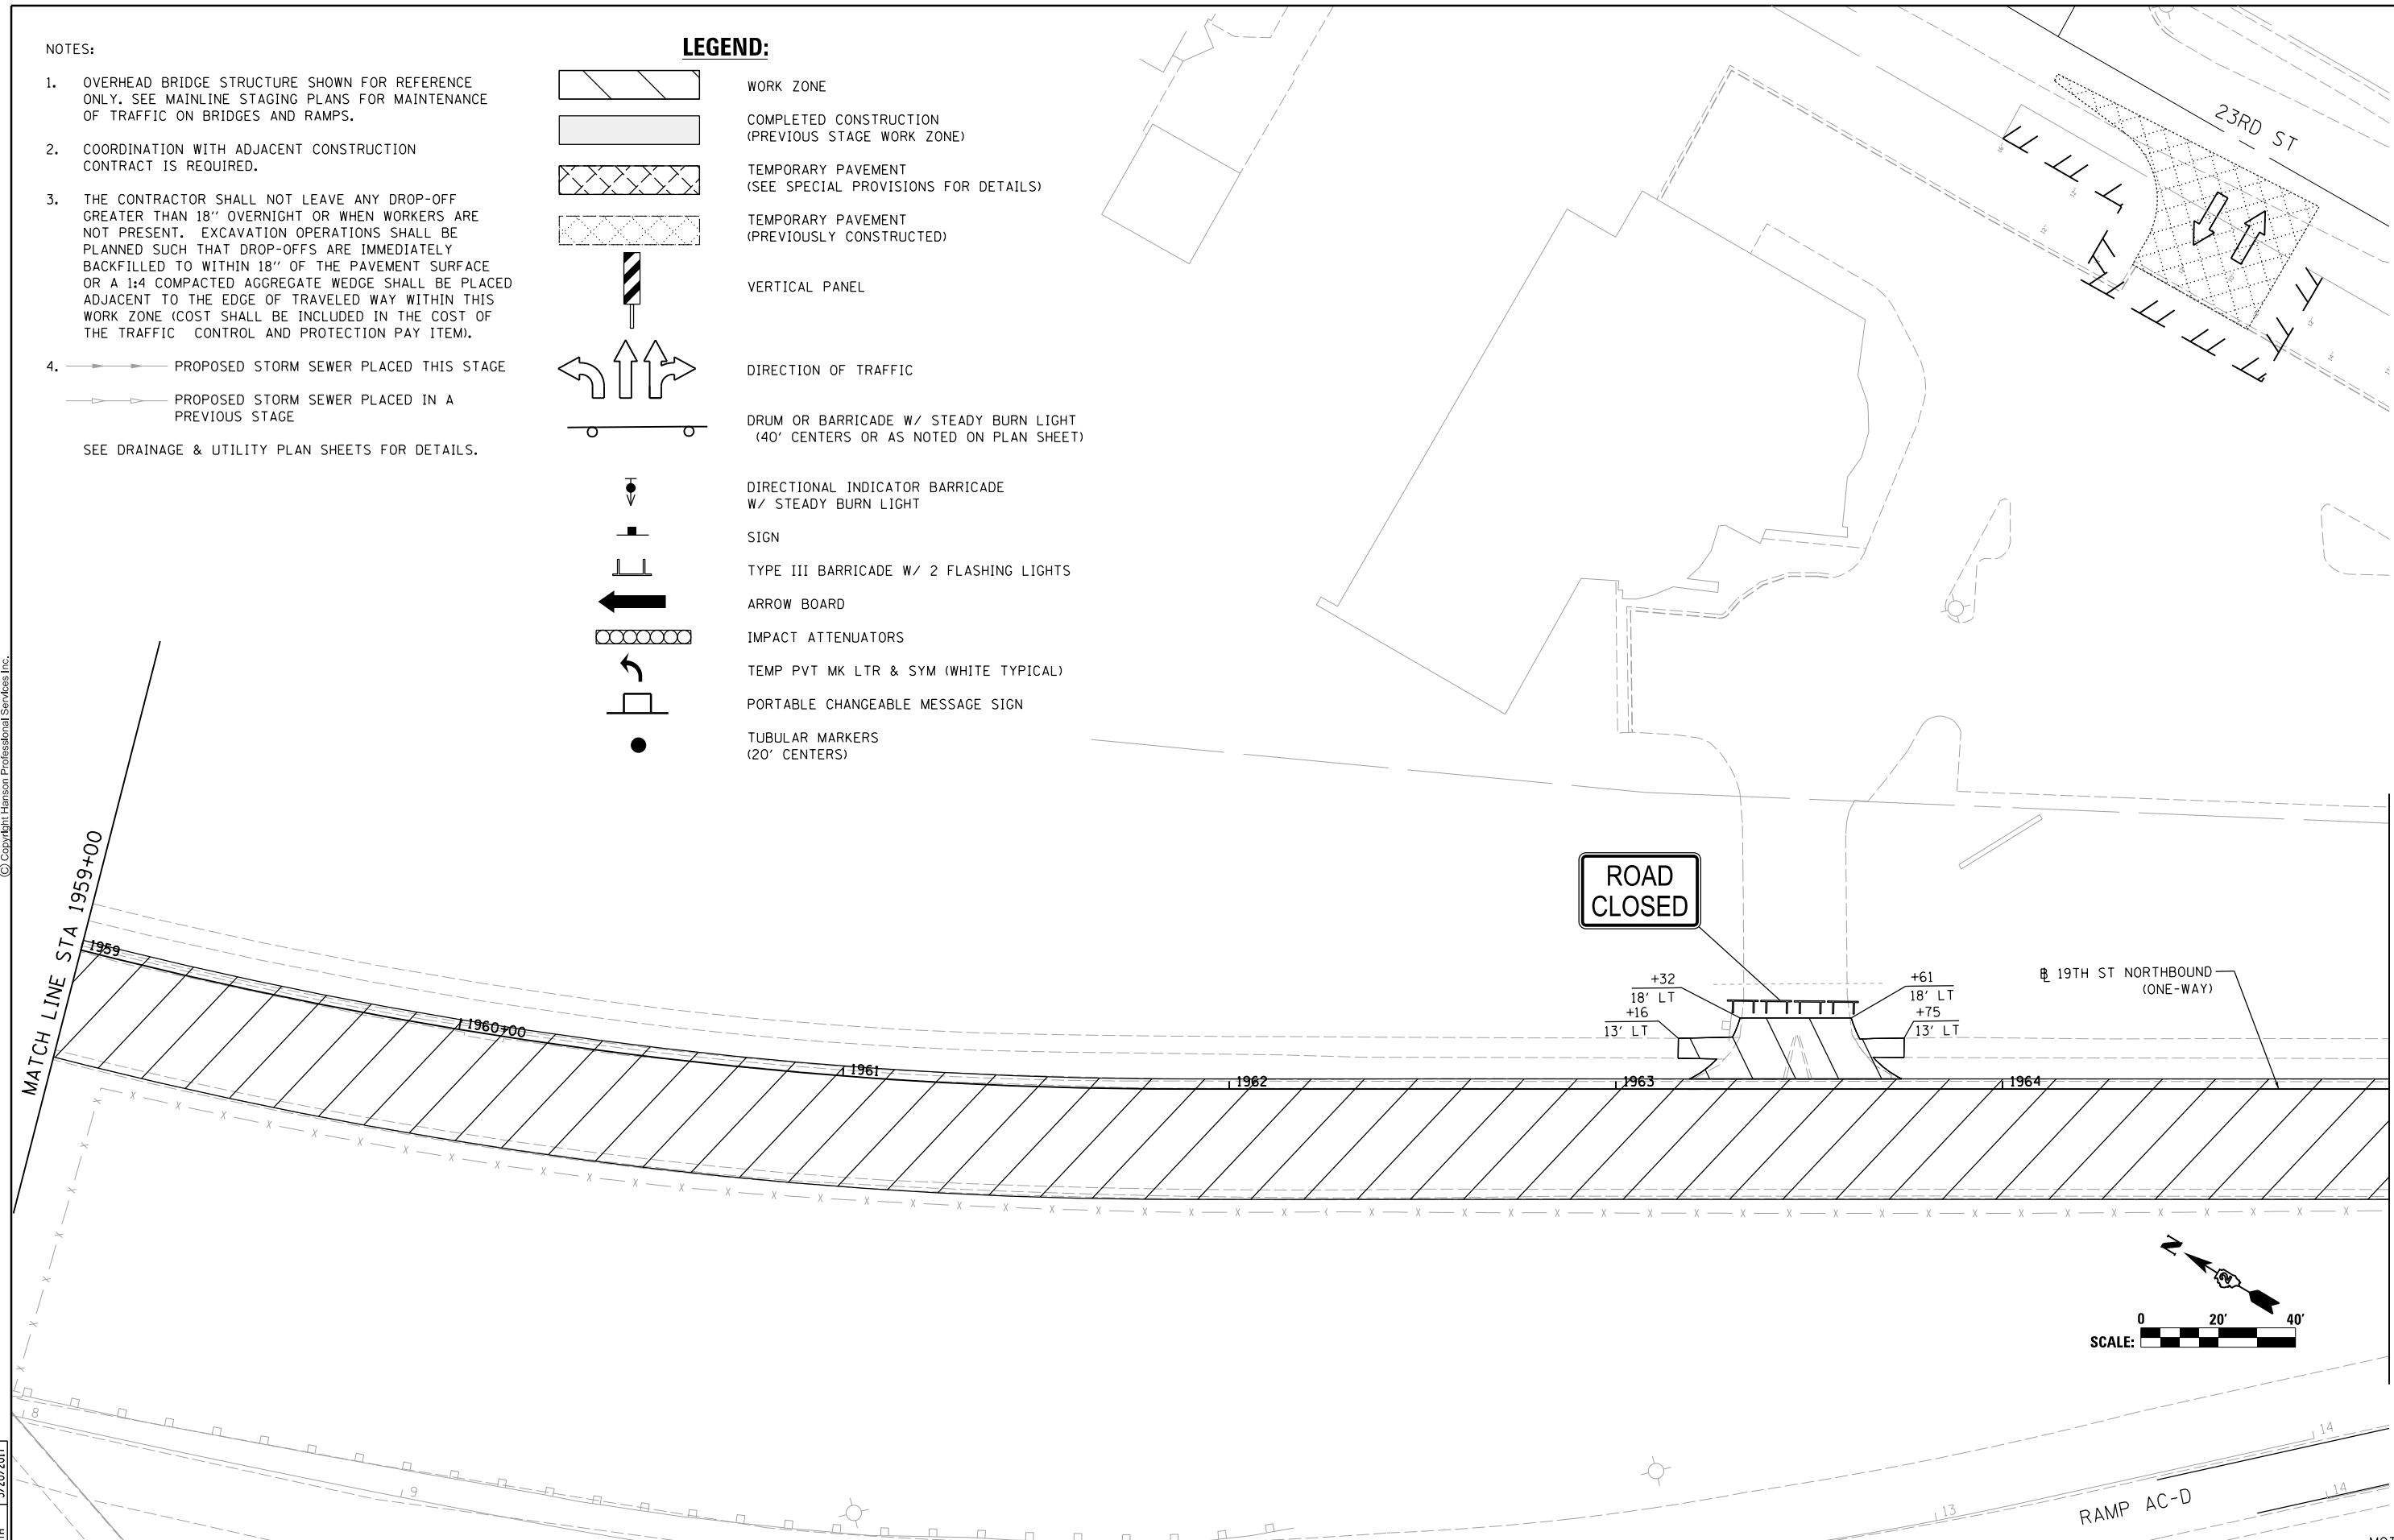 NOTES:
1. OVERHEAD BRIDGE STRUCTURE SHOWN FOR REFERENCE
ONLY. SEE MAINLINE STAGING PLANS FOR MAINTENANCE
OF TRAFFIC ON BRIDGES AND RAMPS.
2. COORDINATION WITH ADJACENT CONSTRUCTION
CONTRACT IS REQUIRED.
3. THE CONTRACTOR SHALL NOT LEAVE ANY DROP-OFF
GREATER THAN 18'' OVERNIGHT OR WHEN WORKERS ARE
NOT PRESENT. EXCAVATION OPERATIONS SHALL BE
PLANNED SUCH THAT DROP-OFFS ARE IMMEDIATELY
BACKFILLED TO WITHIN 18'' OF THE PAVEMENT SURFACE
OR A 1:4 COMPACTED AGGREGATE WEDGE SHALL BE PLACED
ADJACENT TO THE EDGE OF TRAVELED WAY WITHIN THIS
WORK ZONE (COST SHALL BE INCLUDED IN THE COST OF
THE TRAFFIC CONTROL AND PROTECTION PAY ITEM).
4. PROPOSED STORM SEWER PLACED THIS STAGE
PROPOSED STORM SEWER PLACED IN A
PREVIOUS STAGE
SEE DRAINAGE & UTILITY PLAN SHEETS FOR DETAILS.
LEGEND:
WORK ZONE
COMPLETED CONSTRUCTION
(PREVIOUS STAGE WORK ZONE)
TEMPORARY PAVEMENT
(SEE SPECIAL PROVISIONS FOR DETAILS)
TEMPORARY PAVEMENT
(PREVIOUSLY CONSTRUCTED)
VERTICAL PANEL
DIRECTION OF TRAFFIC
DRUM OR BARRICADE W/ STEADY BURN LIGHT
(40' CENTERS OR AS NOTED ON PLAN SHEET)
DIRECTIONAL INDICATOR BARRICADE
W/ STEADY BURN LIGHT
SIGN
TYPE III BARRICADE W/ 2 FLASHING LIGHTS
ARROW BOARD
IMPACT ATTENUATORS
TEMP PVT MK LTR & SYM (WHITE TYPICAL)
PORTABLE CHANGEABLE MESSAGE SIGN
TUBULAR MARKERS
(20' CENTERS)
23RD ST
© Copyright Hanson Professional Services Inc.
MATCH LINE STA 1959+00
1959
1960+00
1961
1962
1963
1964
ROAD
CLOSED
+32
18' LT
+16
13' LT
+61
18' LT
+75
13' LT
19TH ST NORTHBOUND
(ONE-WAY)
N
2
0 20' 40'
SCALE:
8
9
13
14
14
RAMP AC-D